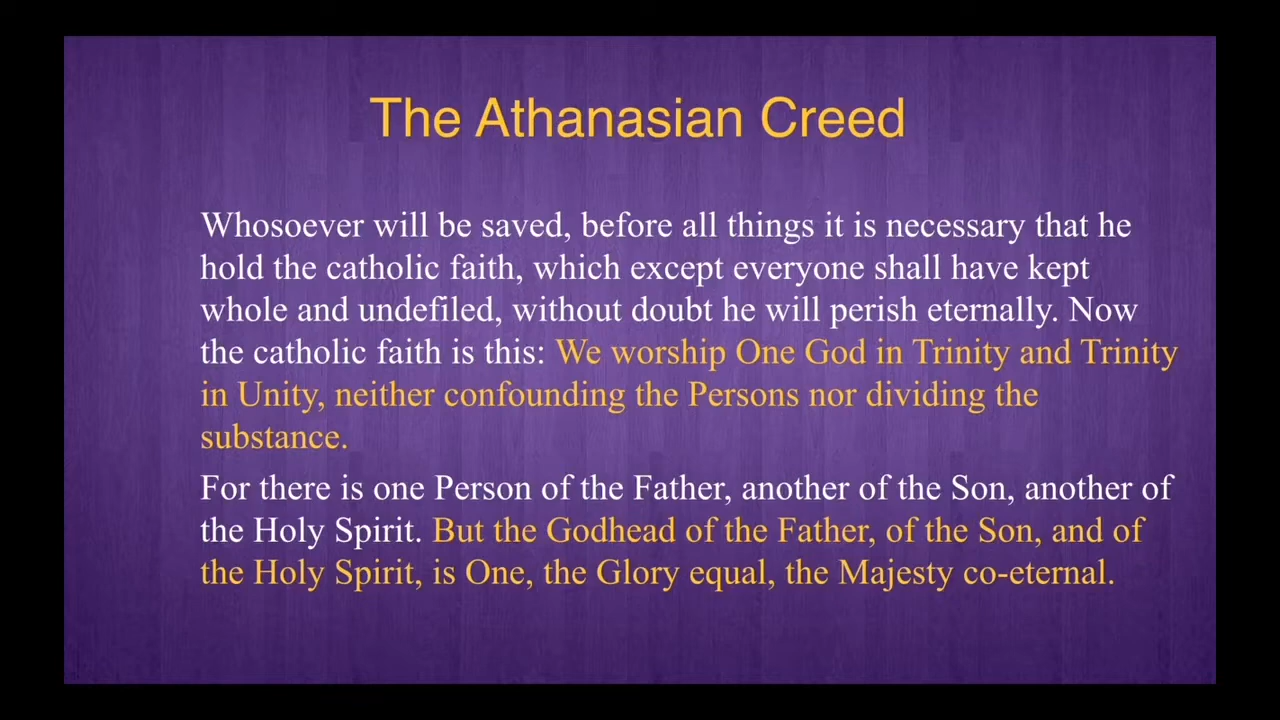 The Athanasian Creed
Whosoever will be saved, before all things it is necessary that he
hold the catholic faith, which except everyone shall have kept
whole and undefiled, without doubt he will perish eternally. Now
the catholic faith is this: We worship One God in Trinity and Trinity
in Unity, neither confounding the Persons nor dividing the
substance.
For there is one Person of the Father, another of the Son, another of
the Holy Spirit. But the Godhead of the Father, of the Son, and of
the Holy Spirit, is One, the Glory equal, the Majesty co-eternal.